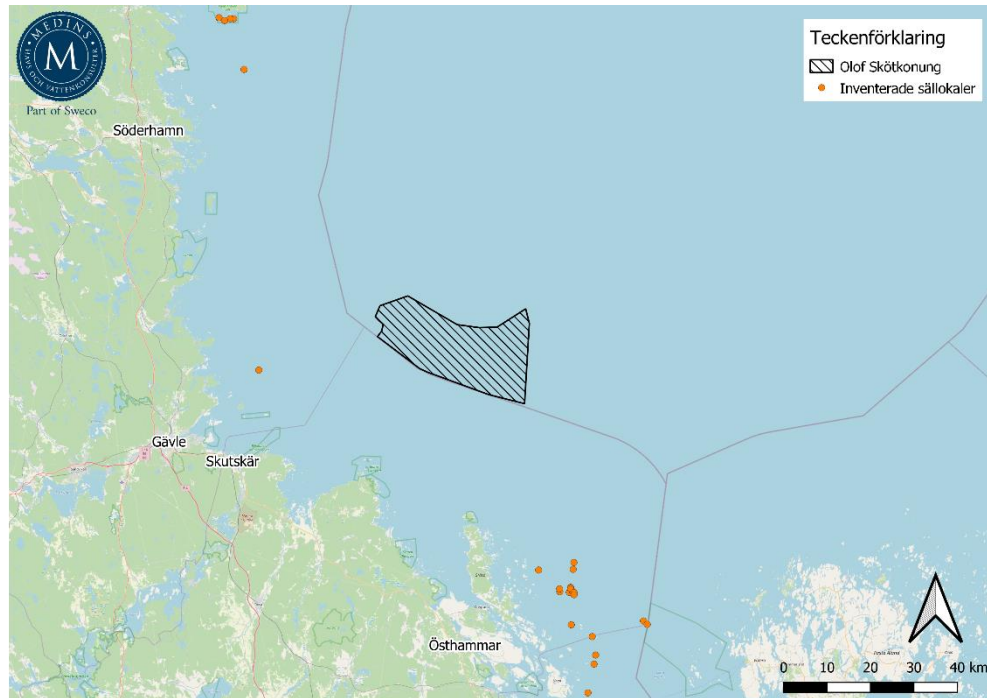 MEDINS
HAVS OCH VATTENKONSULTER
M
Part of Sweco
Teckenförklaring
Olof Skötkonung
Inventerade sällokaler
Söderhamn
Gävle
Skutskär
Östhammar
0 10 20 30 40 km